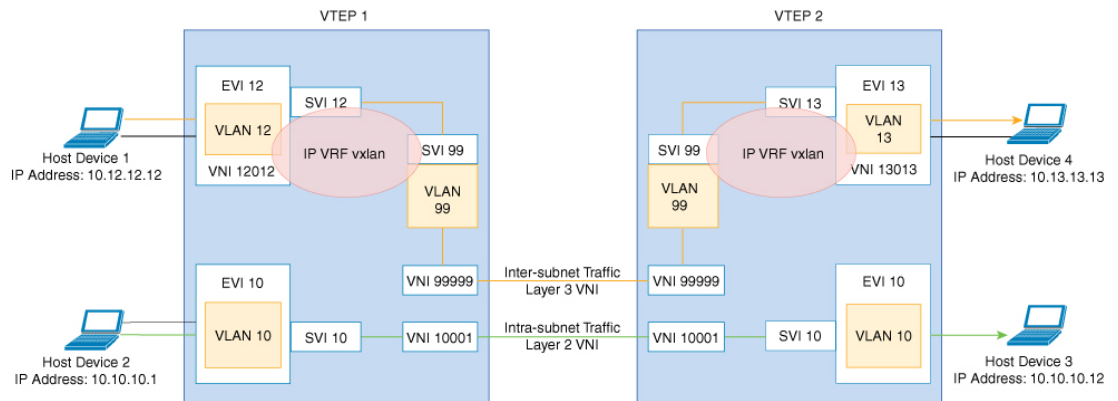 VTEP 1
VTEP 2
EVI 12
SVI 12
VLAN 12
IP VRF vxlan
SVI 99
VNI 12012
VLAN
99
Host Device 1
IP Address: 10.12.12.12
EVI 13
SVI 13
VLAN
13
IP VRF vxlan
SVI 99
VNI 13013
VLAN
99
Host Device 4
IP Address: 10.13.13.13
VNI 99999
Inter-subnet Traffic
Layer 3 VNI
VNI 99999
EVI 10
VLAN 10
SVI 10
VNI 10001
Intra-subnet Traffic
Layer 2 VNI
VNI 10001
SVI 10
EVI 10
VLAN 10
Host Device 2
IP Address: 10.10.10.1
Host Device 3
IP Address: 10.10.10.12